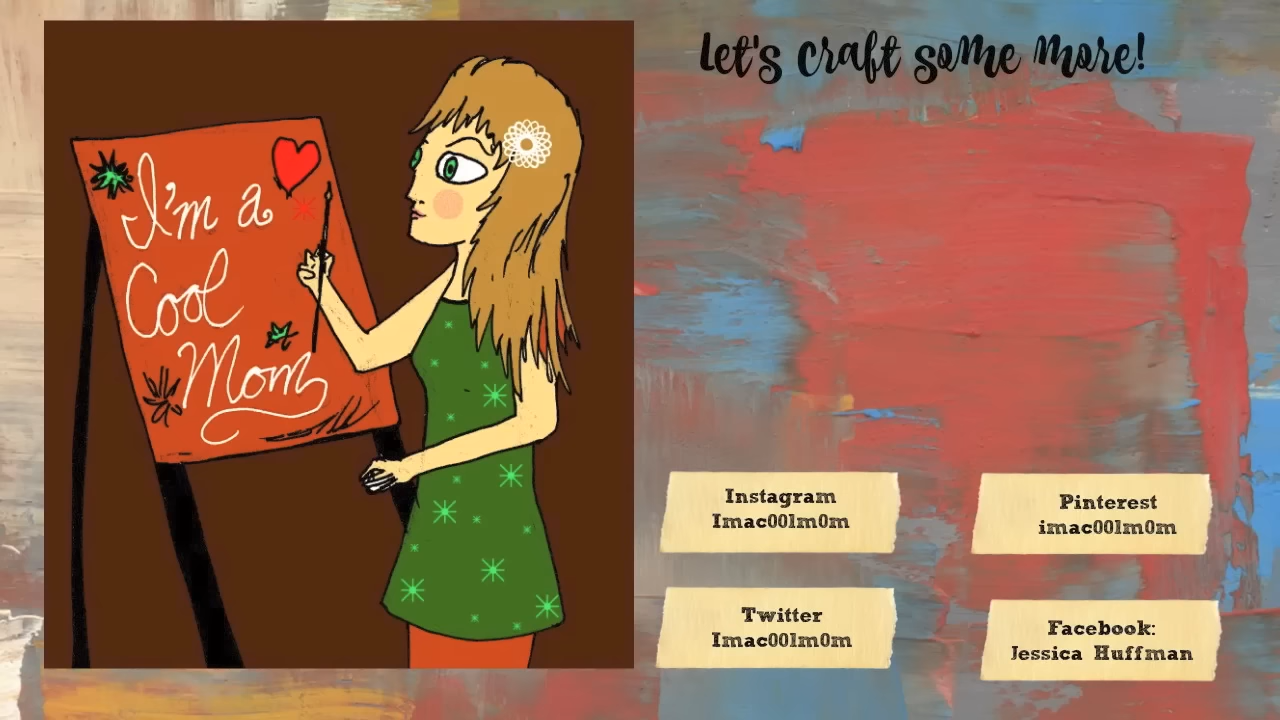 Let's craft some more!
I'm a
Cool
Mom
Instagram
Imac00lm0m
Pinterest
imac00lm0m
Twitter
Imac00lm0m
Facebook:
Jessica Huffman